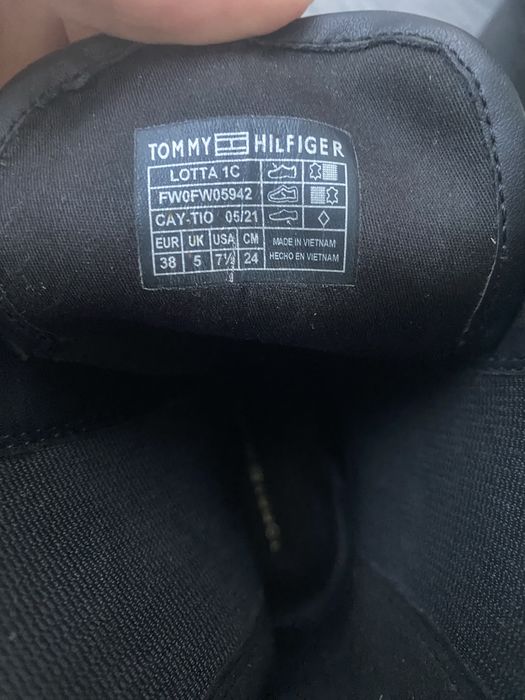 TOMMY HILFIGER
LOTTA 1C
FW0FW05942
CAY-TIO 05/21
EUR UK USA CM
38 5 7½ 24
MADE IN VIETNAM
HECHO EN VIETNAM